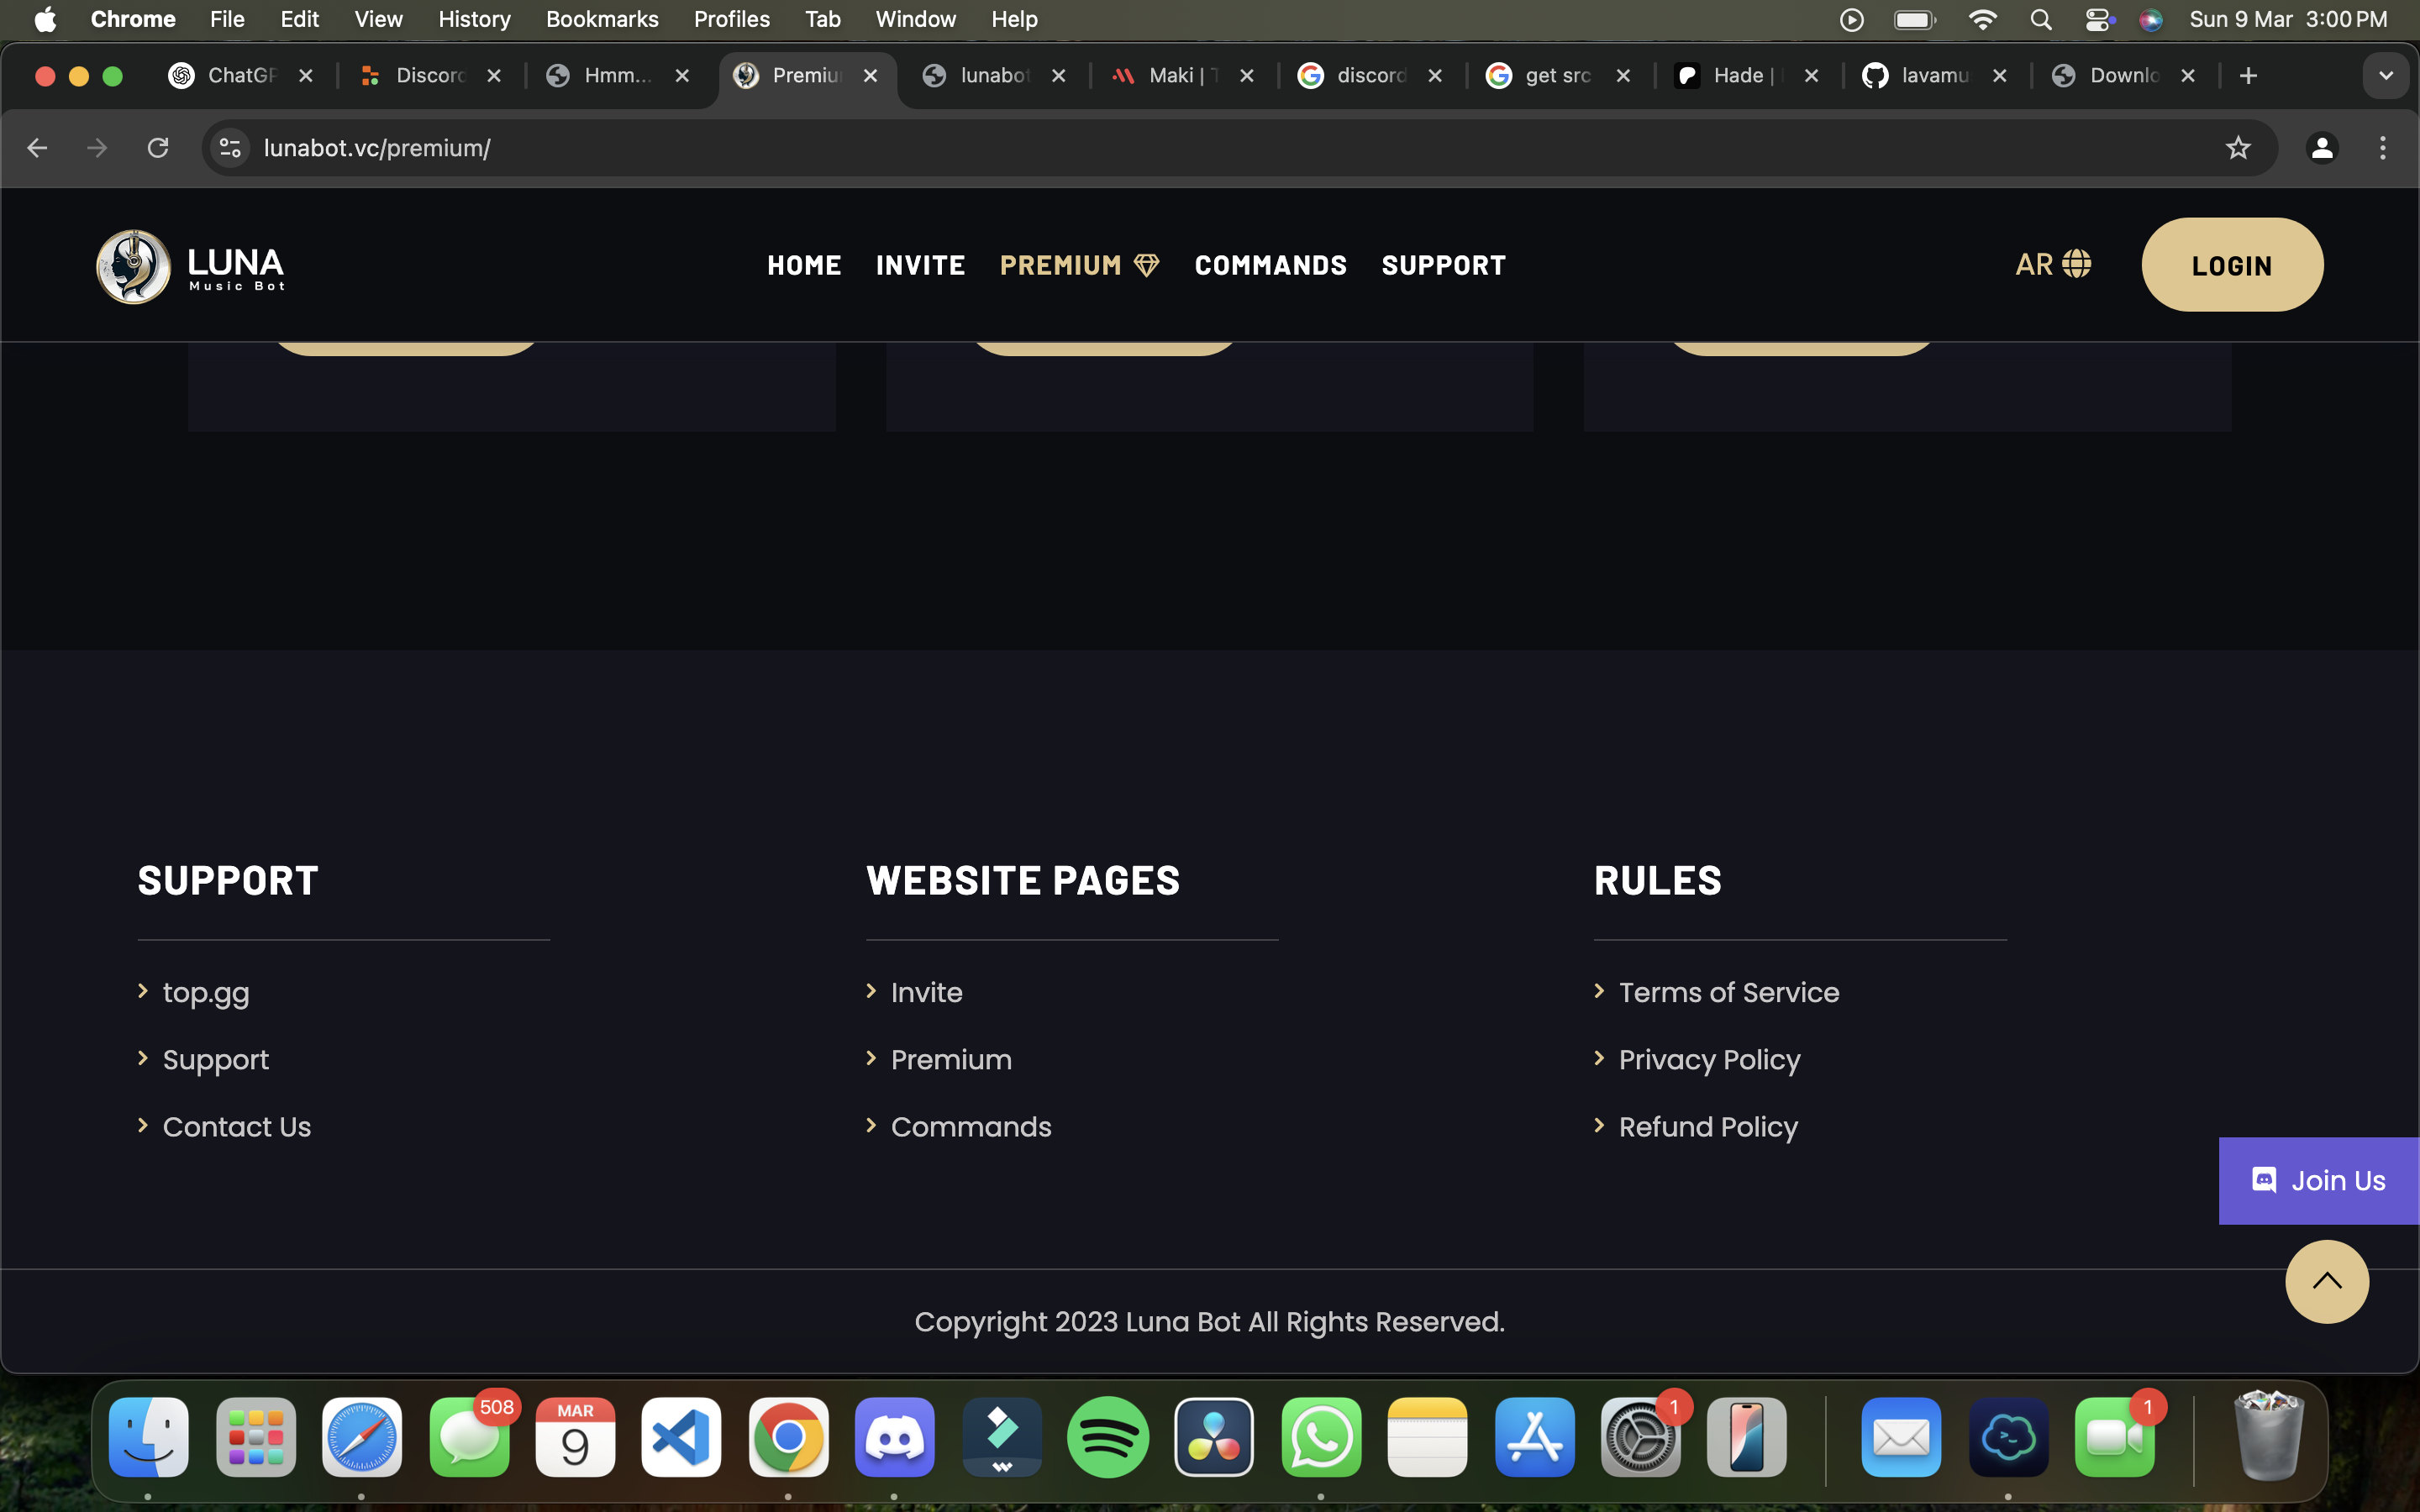 Chrome File Edit View History Bookmarks Profiles Tab Window Help Sun 9 Mar 3:00 PM
ChatGP Discord Hmm... Premiu lunabot Maki | T discord get src Hade | lavamu Downlo
lunabot.vc/premium/
LUNA
Music Bot
HOME INVITE PREMIUM COMMANDS SUPPORT AR LOGIN
SUPPORT
top.gg
Support
Contact Us
WEBSITE PAGES
Invite
Premium
Commands
RULES
Terms of Service
Privacy Policy
Refund Policy
Join Us
Copyright 2023 Luna Bot All Rights Reserved.
508
MAR
9
1
1